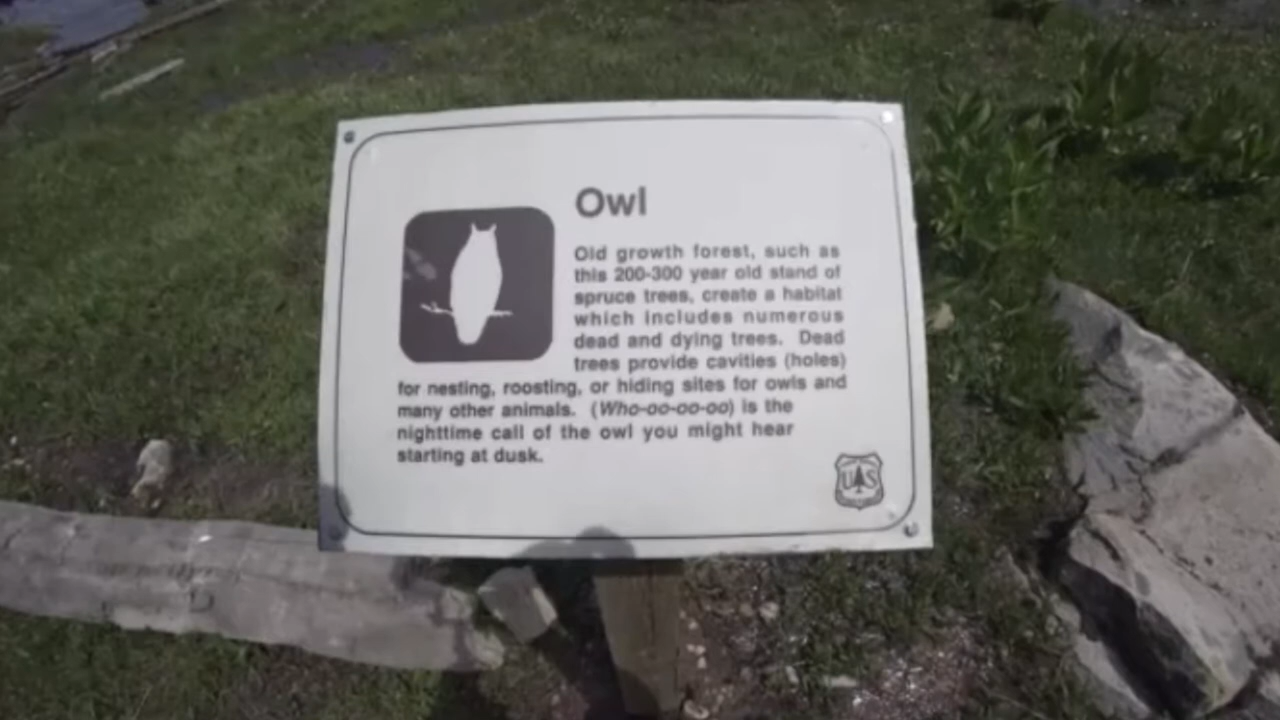 Owl
Old growth forest, such as
this 200-300 year old stand of
spruce trees, create a habitat
which includes numerous
dead and dying trees. Dead
trees provide cavities (holes)
for nesting, roosting, or hiding sites for owls and
many other animals. (Who-oo-oo-oo) is the
nighttime call of the owl you might hear
starting at dusk.
U S